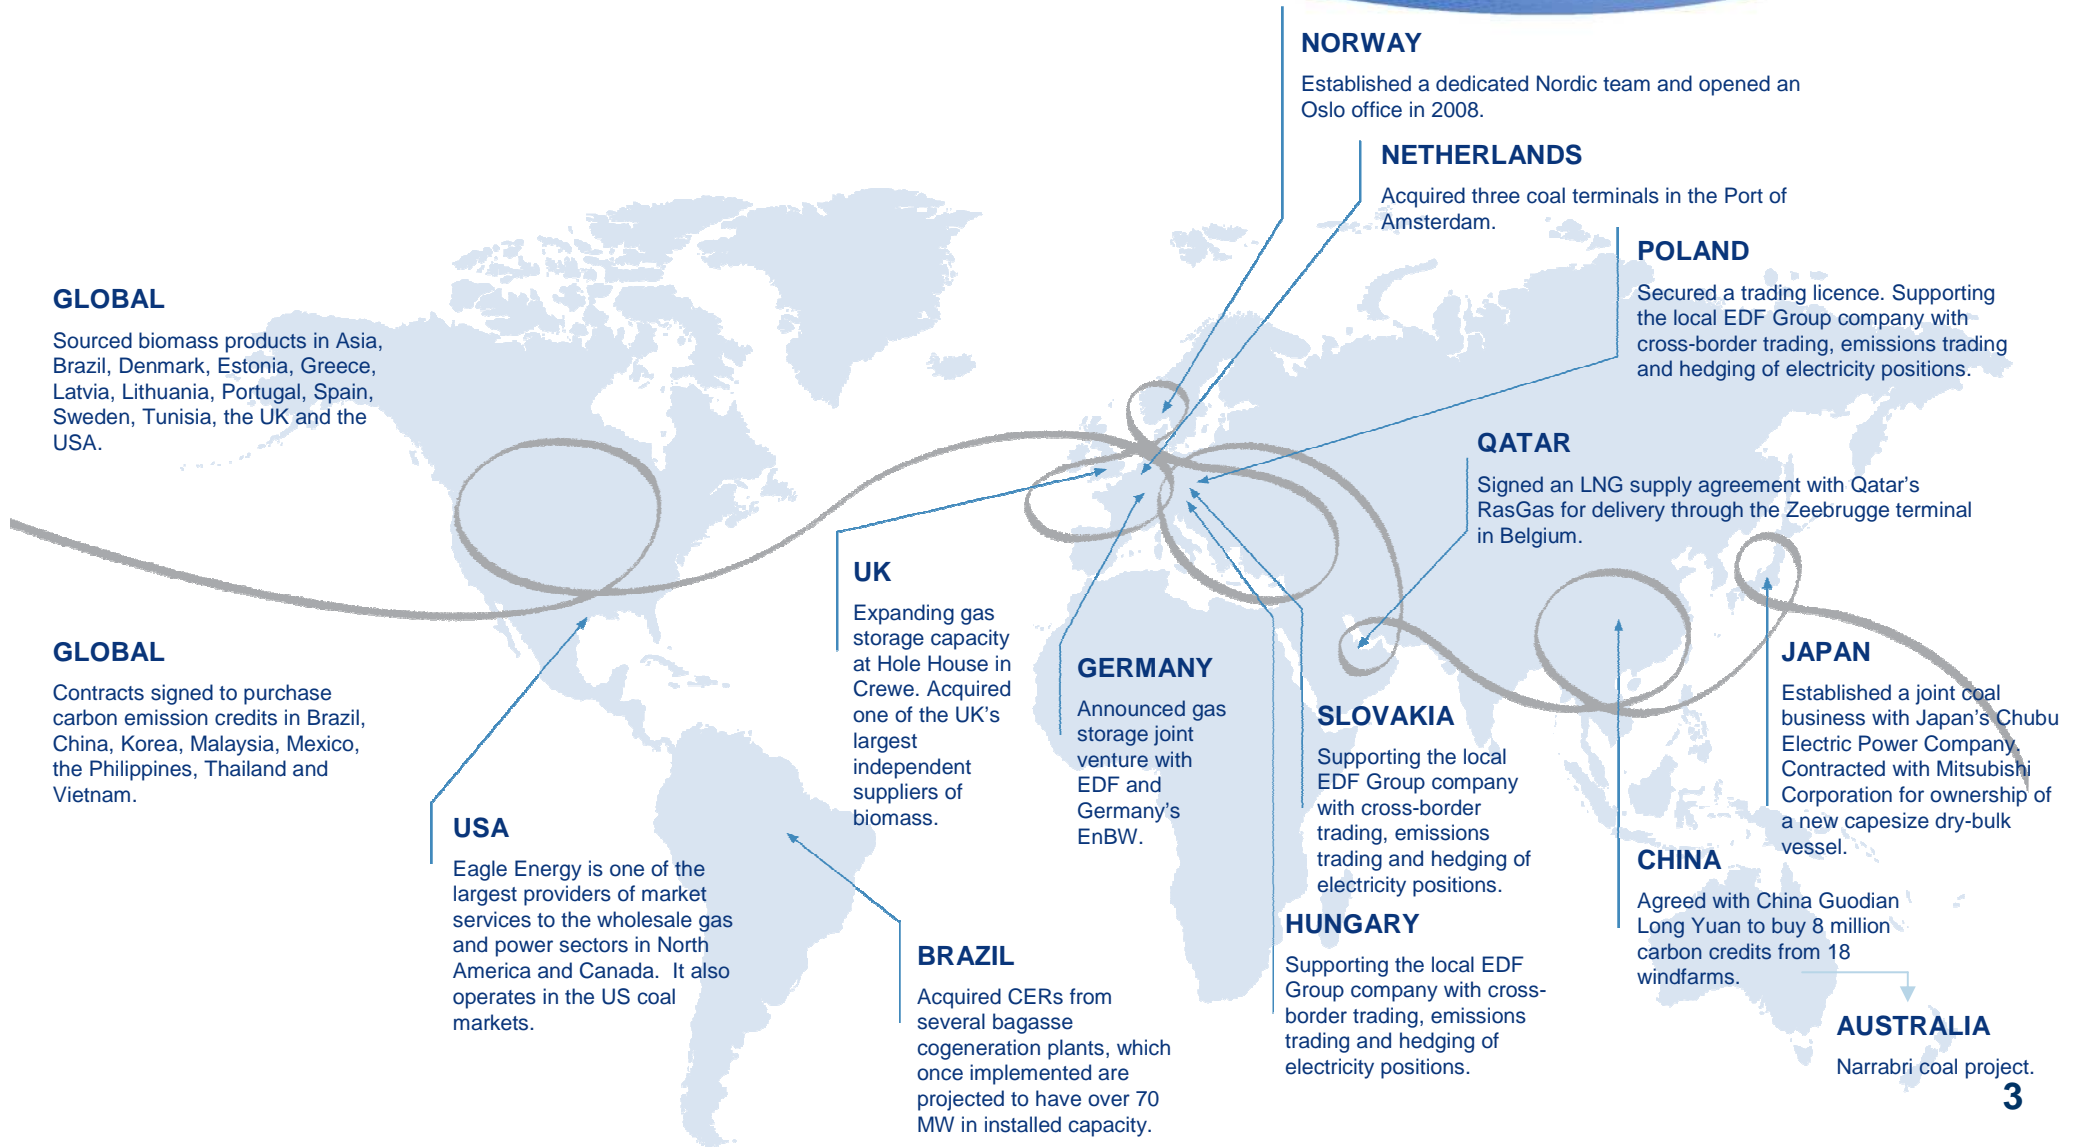 NORWAY
Established a dedicated Nordic team and opened an
Oslo office in 2008.
NETHERLANDS
Acquired three coal terminals in the Port of
Amsterdam.
POLAND
Secured a trading licence. Supporting
the local EDF Group company with
cross-border trading, emissions trading
and hedging of electricity positions.
GLOBAL
Sourced biomass products in Asia,
Brazil, Denmark, Estonia, Greece,
Latvia, Lithuania, Portugal, Spain,
Sweden, Tunisia, the UK and the
USA.
QATAR
Signed an LNG supply agreement with Qatar's
RasGas for delivery through the Zeebrugge terminal
in Belgium.
UK
Expanding gas
storage capacity
at Hole House in
Crewe. Acquired
one of the UK's
largest
independent
suppliers of
biomass.
GLOBAL
Contracts signed to purchase
carbon emission credits in Brazil,
China, Korea, Malaysia, Mexico,
the Philippines, Thailand and
Vietnam.
GERMANY
Announced gas
storage joint
venture with
EDF and
Germany's
EnBW.
SLOVAKIA
Supporting the local
EDF Group company
with cross-border
trading, emissions
trading and hedging of
electricity positions.
JAPAN
Established a joint coal
business with Japan's Chubu
Electric Power Company.
Contracted with Mitsubishi
Corporation for ownership of
a new capesize dry-bulk
vessel.
USA
Eagle Energy is one of the
largest providers of market
services to the wholesale gas
and power sectors in North
America and Canada.  It also
operates in the US coal
markets.
BRAZIL
Acquired CERs from
several bagasse
cogeneration plants, which
once implemented are
projected to have over 70
MW in installed capacity.
HUNGARY
Supporting the local EDF
Group company with cross-
border trading, emissions
trading and hedging of
electricity positions.
CHINA
Agreed with China Guodian
Long Yuan to buy 8 million
carbon credits from 18
windfarms.
AUSTRALIA
Narrabri coal project.
3